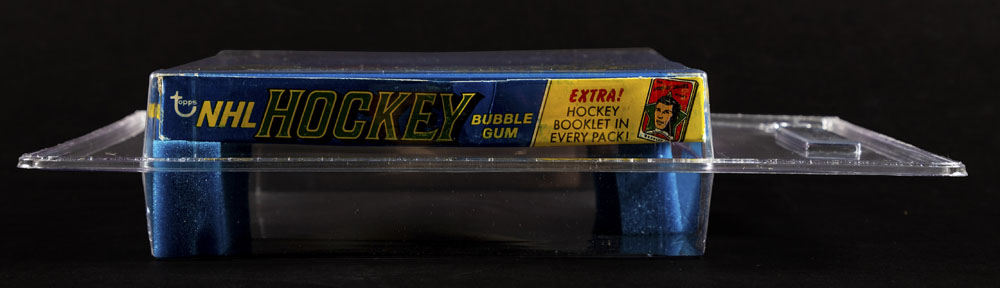 topps NHL HOCKEY BUBBLE GUM
EXTRA!
HOCKEY
BOOKLET IN
EVERY PACK!